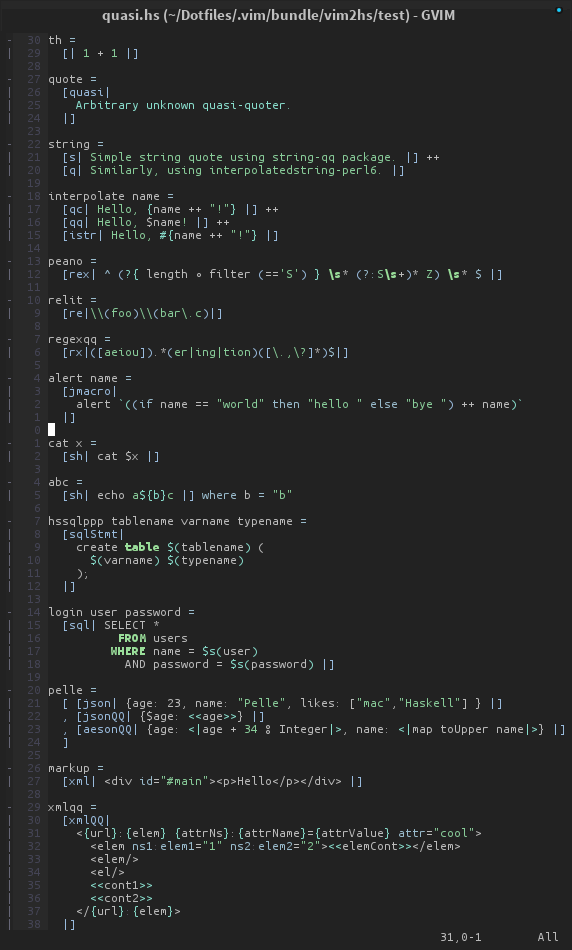 quasi.hs (~/Dotfiles/.vim/bundle/vim2hs/test) - GVIM
- 30 th =
| 29 [| 1 + 1 |]
28
- 27 quote =
| 26 [quasi|
| 25 Arbitrary unknown quasi-quoter.
| 24 |]
23
- 22 string =
| 21 [s| Simple string quote using string-qq package. |] ++
| 20 [q| Similarly, using interpolatedstring-perl6. |]
19
- 18 interpolate name =
| 17 [qc| Hello, {name ++ "!"} |] ++
| 16 [qq| Hello, $name! |] ++
| 15 [istr| Hello, #{name ++ "!"} |]
14
- 13 peano =
| 12 [rex| ^ (?{ length ∘ filter (=='S') } \s* (?:S\s+)* Z) \s* $ |]
11
- 10 relit =
| 9 [re|\\(foo)\\(bar\.c)|]
8
- 7 regexqq =
| 6 [rx|([aeiou]).*(er|ing|tion)([\.,\?]*)$|]
5
- 4 alert name =
| 3 [jmacro|
| 2 alert `((if name == "world" then "hello " else "bye ") ++ name)`
| 1 |]
0
- 1 cat x =
| 2 [sh| cat $x |]
3
- 4 abc =
| 5 [sh| echo a${b}c |] where b = "b"
6
- 7 hssqlppp tablename varname typename =
| 8 [sqlStmt|
| 9 create table $(tablename) (
| 10 $(varname) $(typename)
| 11 );
| 12 |]
13
- 14 login user password =
| 15 [sql| SELECT *
| 16 FROM users
| 17 WHERE name = $s(user)
| 18 AND password = $s(password) |]
19
- 20 pelle =
| 21 [ [json| {age: 23, name: "Pelle", likes: ["mac","Haskell"] } |]
| 22 , [jsonQQ| {$age: <<age>>} |]
| 23 , [aesonQQ| {age: <|age + 34 % Integer|>, name: <|map toUpper name|>} |]
| 24 ]
25
- 26 markup =
| 27 [xml| <div id="#main"><p>Hello</p></div> |]
28
- 29 xmlqq =
| 30 [xmlQQ|
| 31 <{url}:{elem} {attrNs}:{attrName}={attrValue} attr="cool">
| 32 <elem ns1:elem1="1" ns2:elem2="2"><<elemCont>></elem>
| 33 <elem/>
| 34 <el/>
| 35 <<cont1>>
| 36 <<cont2>>
| 37 </{url}:{elem}>
| 38 |]
31,0-1 All